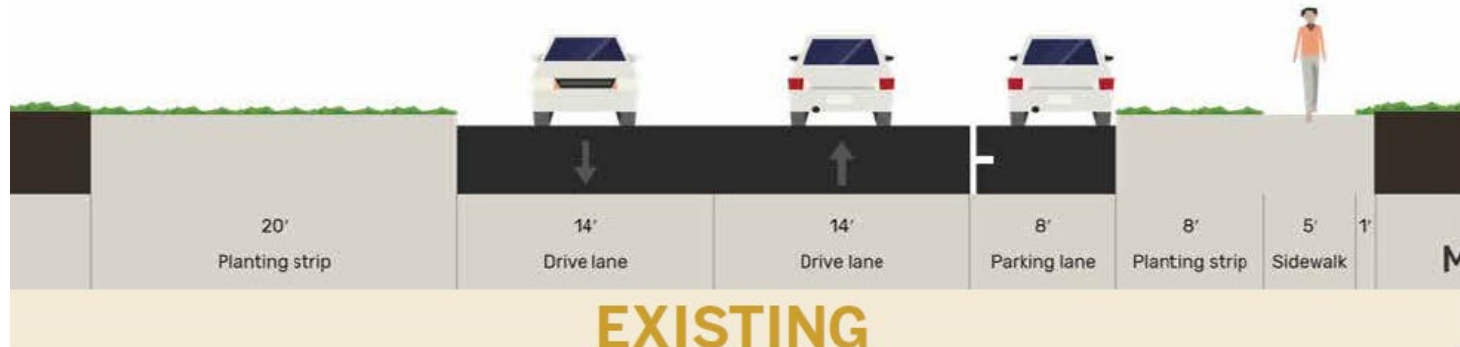 20' 14' 14' 8' 8' 5' 1'
Planting strip Drive lane Drive lane Parking lane Planting strip Sidewalk
M
EXISTING